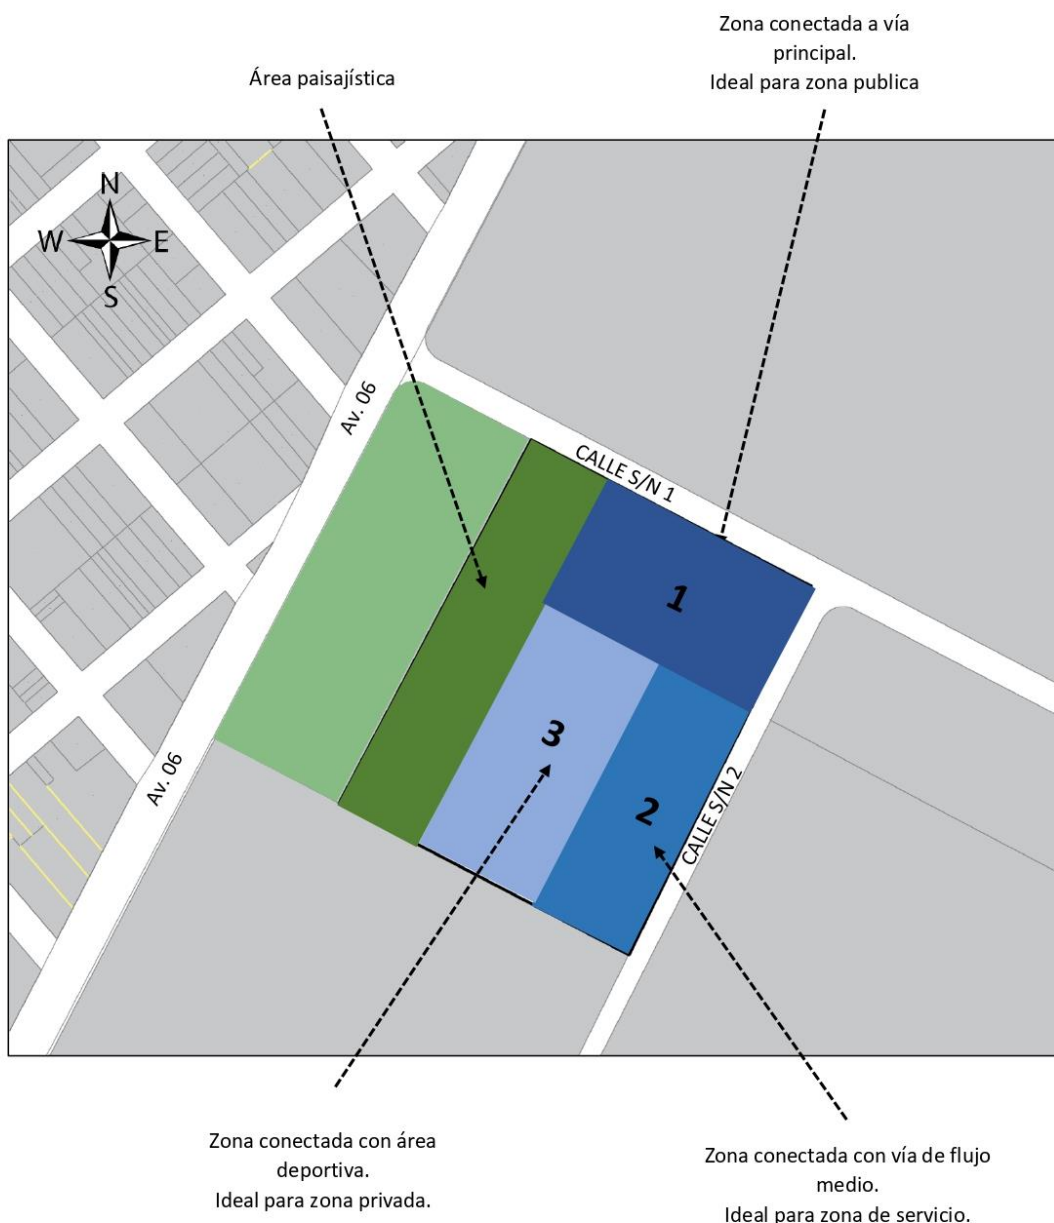 Zona conectada a vía
principal.
Ideal para zona publica
Área paisajística
N
W E
S
Av. 06
CALLE S/N 1
1
3
2
Av. 06
CALLE S/N 2
Zona conectada con área
deportiva.
Ideal para zona privada.
Zona conectada con vía de flujo
medio.
Ideal para zona de servicio.